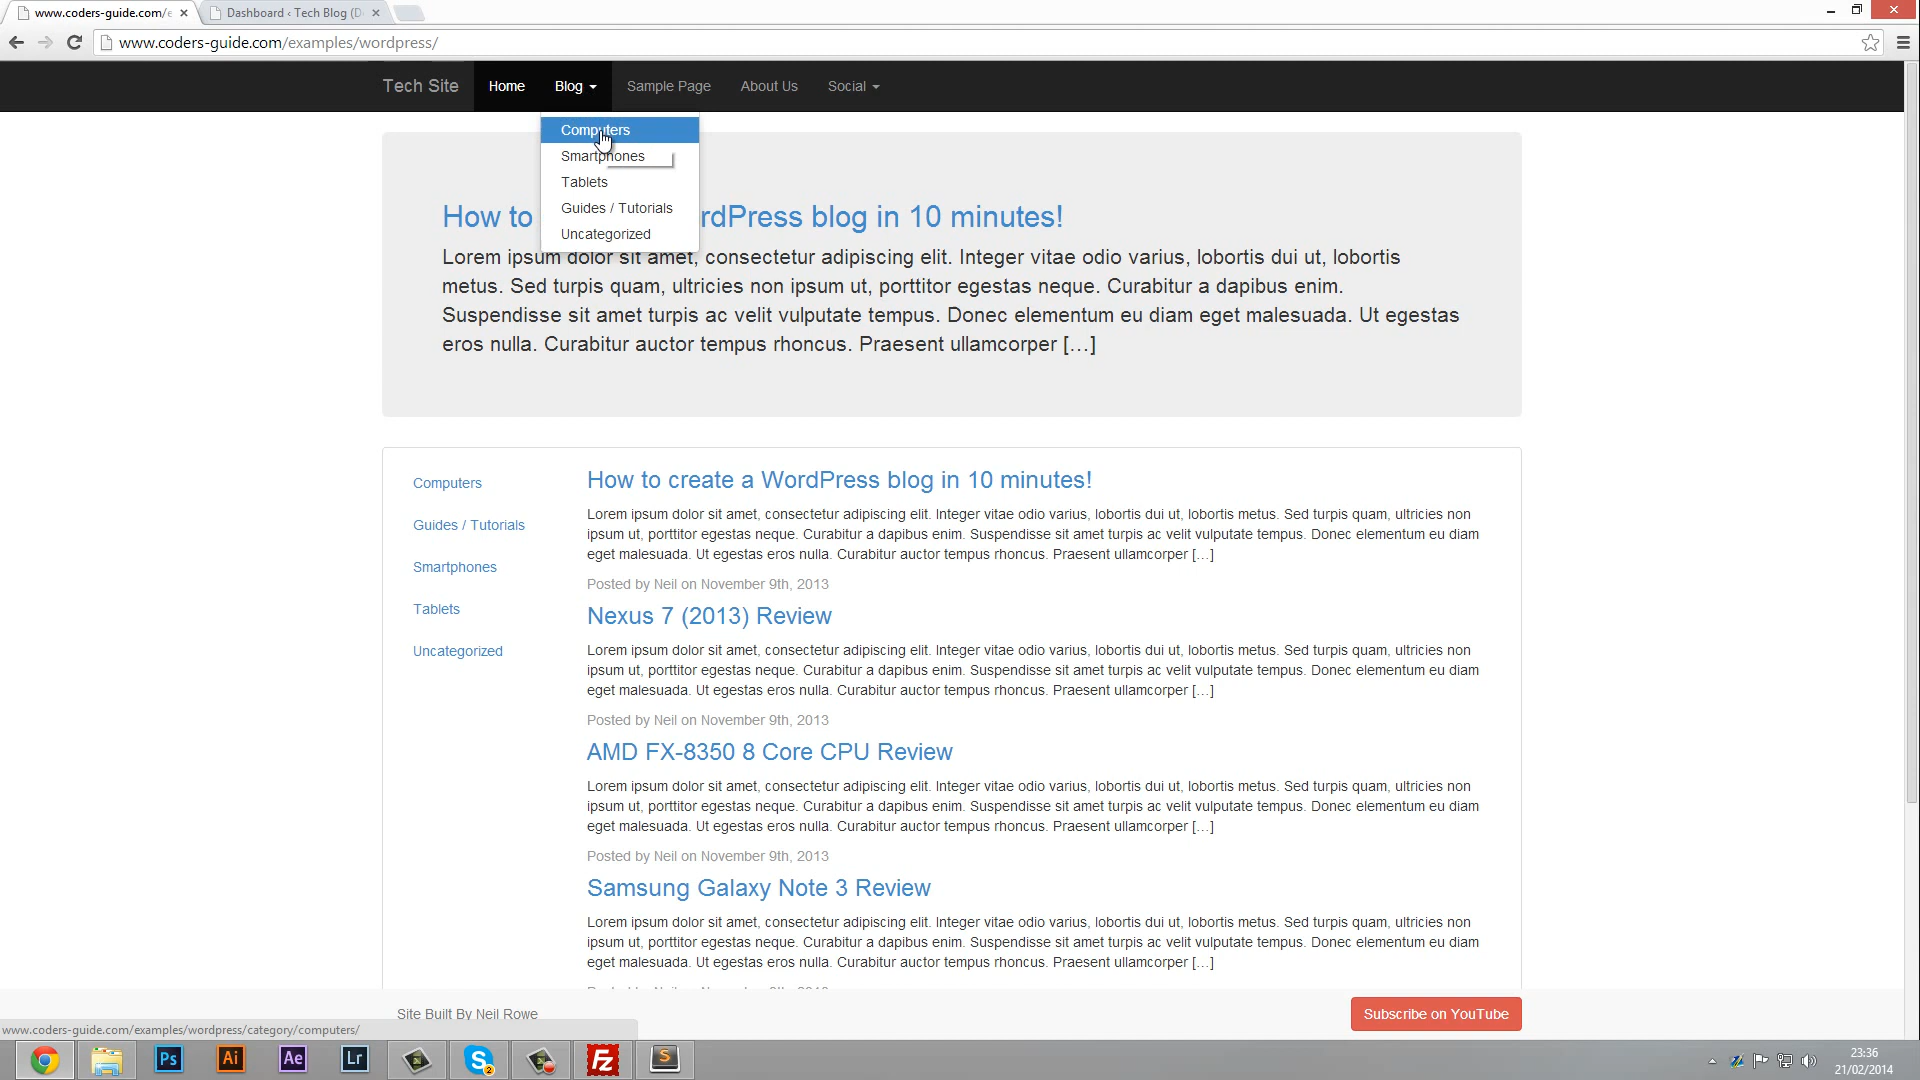 www.coders-guide.com/e
Dashboard ‹ Tech Blog (D
www.coders-guide.com/examples/wordpress/
Tech Site
Home
Blog
Sample Page
About Us
Social
Computers
Smartphones
Tablets
Guides / Tutorials
Uncategorized
How to rdPress blog in 10 minutes!
Lorem ipsum dolor sit amet, consectetur adipiscing elit. Integer vitae odio varius, lobortis dui ut, lobortis
metus. Sed turpis quam, ultricies non ipsum ut, porttitor egestas neque. Curabitur a dapibus enim.
Suspendisse sit amet turpis ac velit vulputate tempus. Donec elementum eu diam eget malesuada. Ut egestas
eros nulla. Curabitur auctor tempus rhoncus. Praesent ullamcorper […]
Computers
Guides / Tutorials
Smartphones
Tablets
Uncategorized
How to create a WordPress blog in 10 minutes!
Lorem ipsum dolor sit amet, consectetur adipiscing elit. Integer vitae odio varius, lobortis dui ut, lobortis metus. Sed turpis quam, ultricies non
ipsum ut, porttitor egestas neque. Curabitur a dapibus enim. Suspendisse sit amet turpis ac velit vulputate tempus. Donec elementum eu diam
eget malesuada. Ut egestas eros nulla. Curabitur auctor tempus rhoncus. Praesent ullamcorper […]
Posted by Neil on November 9th, 2013
Nexus 7 (2013) Review
Lorem ipsum dolor sit amet, consectetur adipiscing elit. Integer vitae odio varius, lobortis dui ut, lobortis metus. Sed turpis quam, ultricies non
ipsum ut, porttitor egestas neque. Curabitur a dapibus enim. Suspendisse sit amet turpis ac velit vulputate tempus. Donec elementum eu diam
eget malesuada. Ut egestas eros nulla. Curabitur auctor tempus rhoncus. Praesent ullamcorper […]
Posted by Neil on November 9th, 2013
AMD FX-8350 8 Core CPU Review
Lorem ipsum dolor sit amet, consectetur adipiscing elit. Integer vitae odio varius, lobortis dui ut, lobortis metus. Sed turpis quam, ultricies non
ipsum ut, porttitor egestas neque. Curabitur a dapibus enim. Suspendisse sit amet turpis ac velit vulputate tempus. Donec elementum eu diam
eget malesuada. Ut egestas eros nulla. Curabitur auctor tempus rhoncus. Praesent ullamcorper […]
Posted by Neil on November 9th, 2013
Samsung Galaxy Note 3 Review
Lorem ipsum dolor sit amet, consectetur adipiscing elit. Integer vitae odio varius, lobortis dui ut, lobortis metus. Sed turpis quam, ultricies non
ipsum ut, porttitor egestas neque. Curabitur a dapibus enim. Suspendisse sit amet turpis ac velit vulputate tempus. Donec elementum eu diam
eget malesuada. Ut egestas eros nulla. Curabitur auctor tempus rhoncus. Praesent ullamcorper […]
Site Built By Neil Rowe
Subscribe on YouTube
www.coders-guide.com/examples/wordpress/category/computers/
Ps
Ai
Ae
Lr
S
2
Fz
S
23:36
21/02/2014